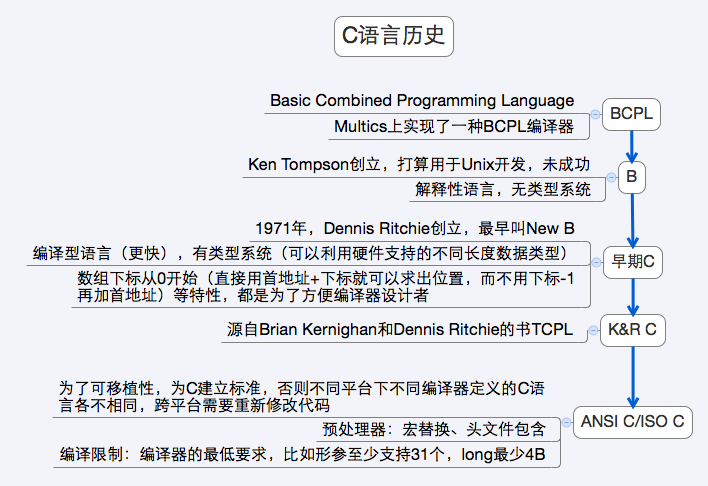 C语言历史
Basic Combined Programming Language
Multics上实现了一种BCPL编译器
BCPL
Ken Tompson创立，打算用于Unix开发，未成功
解释性语言，无类型系统
B
1971年，Dennis Ritchie创立，最早叫New B
编译型语言（更快），有类型系统（可以利用硬件支持的不同长度数据类型）
数组下标从0开始（直接用首地址+下标就可以求出位置，而不用下标-1
再加首地址）等特性，都是为了方便编译器设计者
早期C
源自Brian Kernighan和Dennis Ritchie的书TCPL
K&R C
为了可移植性，为C建立标准，否则不同平台下不同编译器定义的C语
言各不相同，跨平台需要重新修改代码
预处理器：宏替换、头文件包含
编译限制：编译器的最低要求，比如形参至少支持31个，long最少4B
ANSI C/ISO C